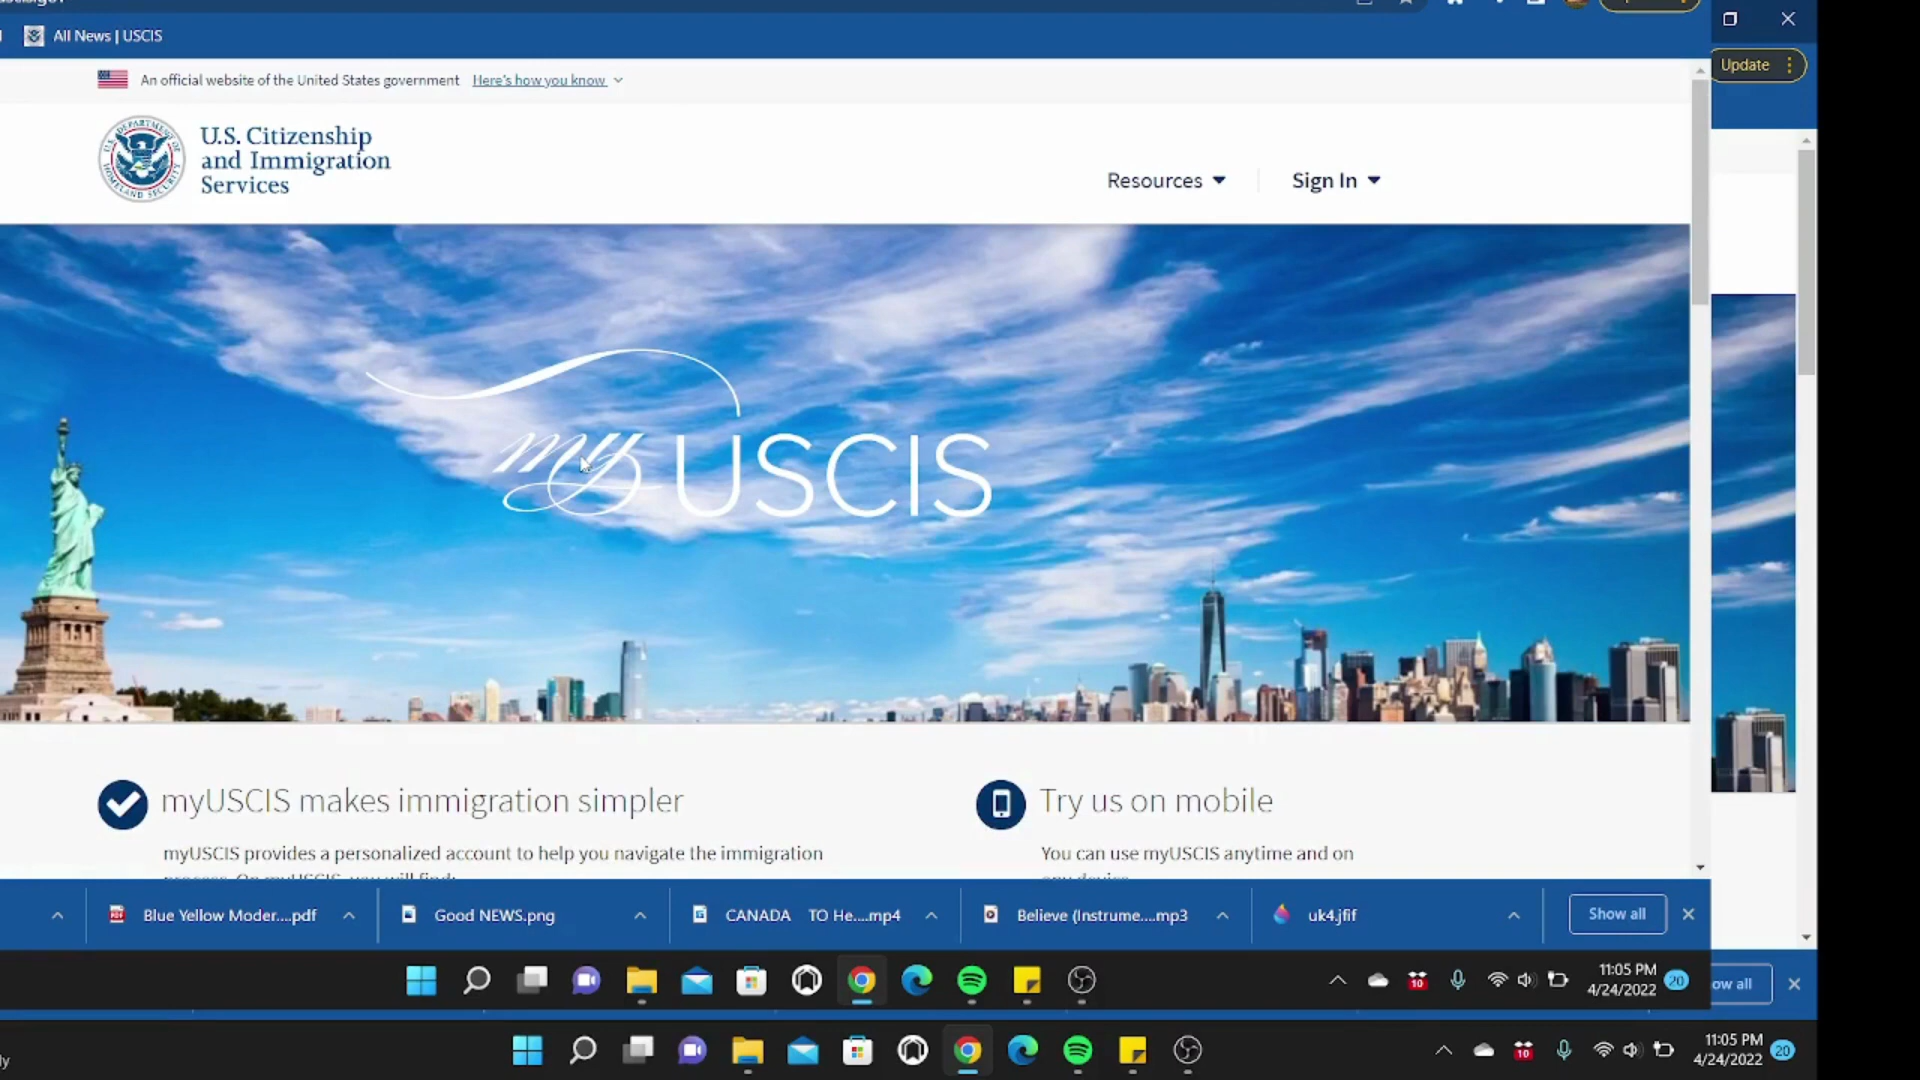 All News | USCIS
Update
An official website of the United States government Here's how you know
U.S. Citizenship
and Immigration
Services
Resources
Sign In
my USCIS
myUSCIS makes immigration simpler
Try us on mobile
myUSCIS provides a personalized account to help you navigate the immigration
You can use myUSCIS anytime and on
Blue Yellow Moder....pdf
Good NEWS.png
CANADA TO He....mp4
Believe (Instrume....mp3
uk4.jfif
Show all
10
11:05 PM
4/24/2022
20
ow all
10
11:05 PM
4/24/2022
20